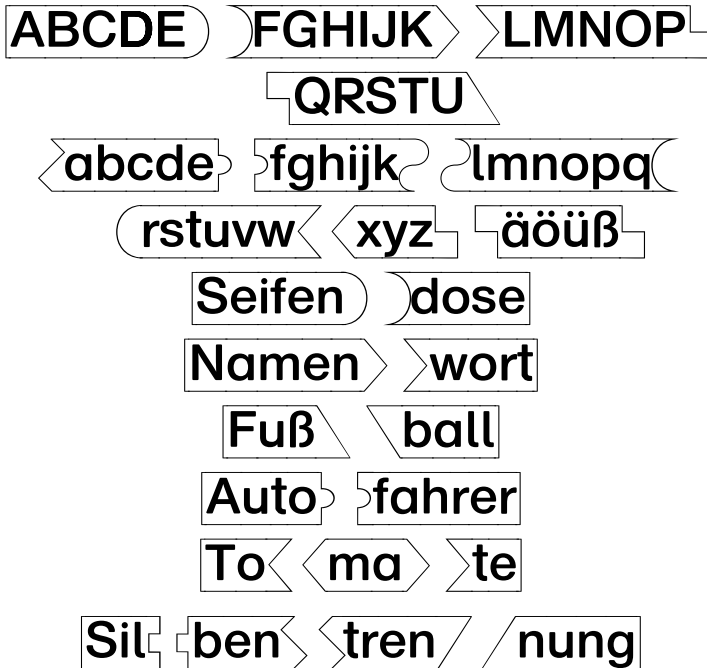 ABCDE FGHIJK LMNOP
QRSTU
abcde fghijk lmnopq
rstuvw xyz äöüß
Seifen dose
Namen wort
Fuß ball
Auto fahrer
To ma te
Sil ben tren nung